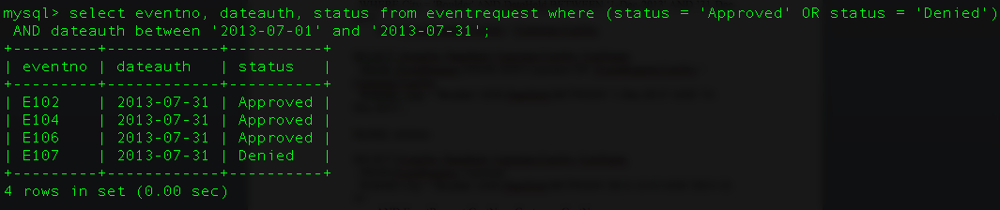 mysql> select eventno, dateauth, status from eventrequest where (status = 'Approved' OR status = 'Denied')
 AND dateauth between '2013-07-01' and '2013-07-31';
+---------+------------+----------+
| eventno | dateauth   | status   |
+---------+------------+----------+
| E102    | 2013-07-31 | Approved |
| E104    | 2013-07-31 | Approved |
| E106    | 2013-07-31 | Approved |
| E107    | 2013-07-31 | Denied   |
+---------+------------+----------+
4 rows in set (0.00 sec)